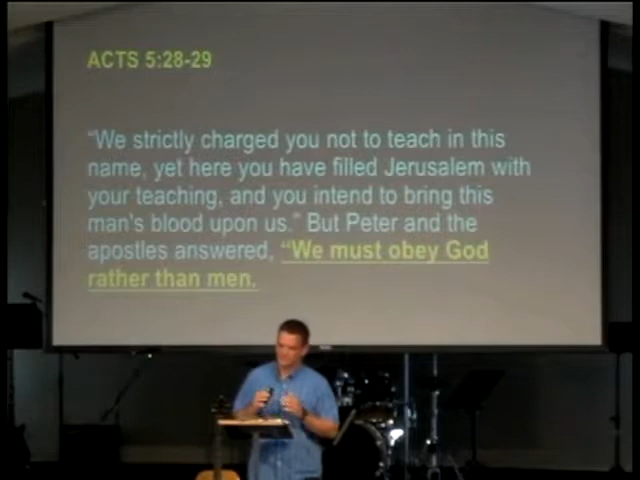 ACTS 5:28-29
“We strictly charged you not to teach in this
name, yet here you have filled Jerusalem with
your teaching, and you intend to bring this
man's blood upon us.” But Peter and the
apostles answered, “We must obey God
rather than men.